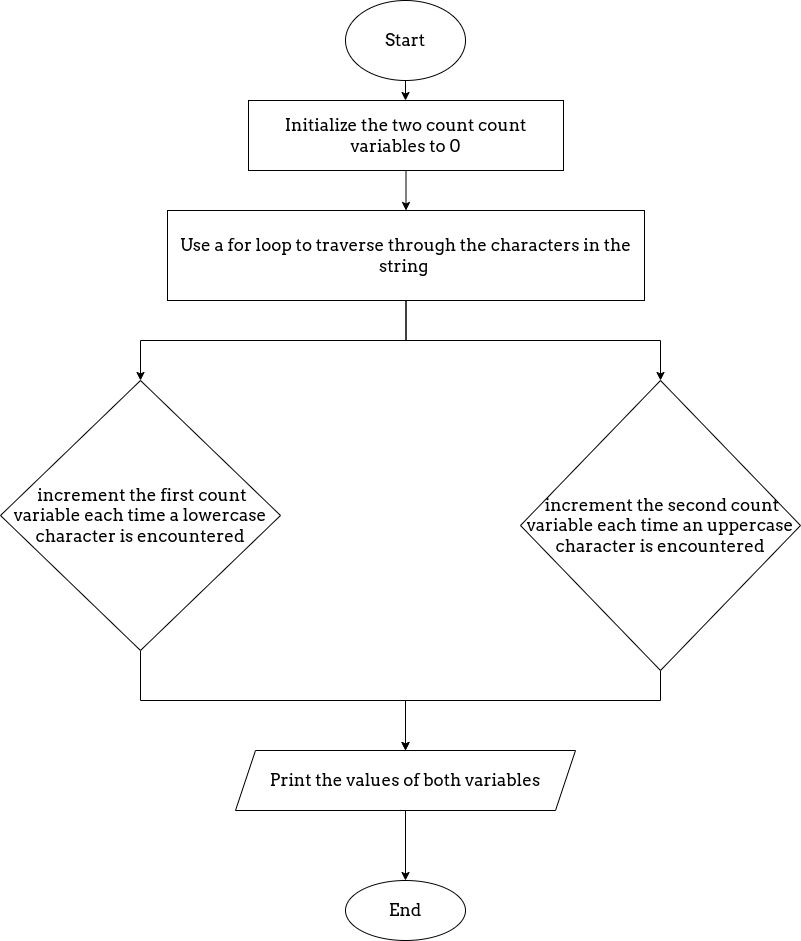 Start
Initialize the two count count
variables to 0
Use a for loop to traverse through the characters in the
string
increment the first count
variable each time a lowercase
character is encountered
increment the second count
variable each time an uppercase
character is encountered
Print the values of both variables
End